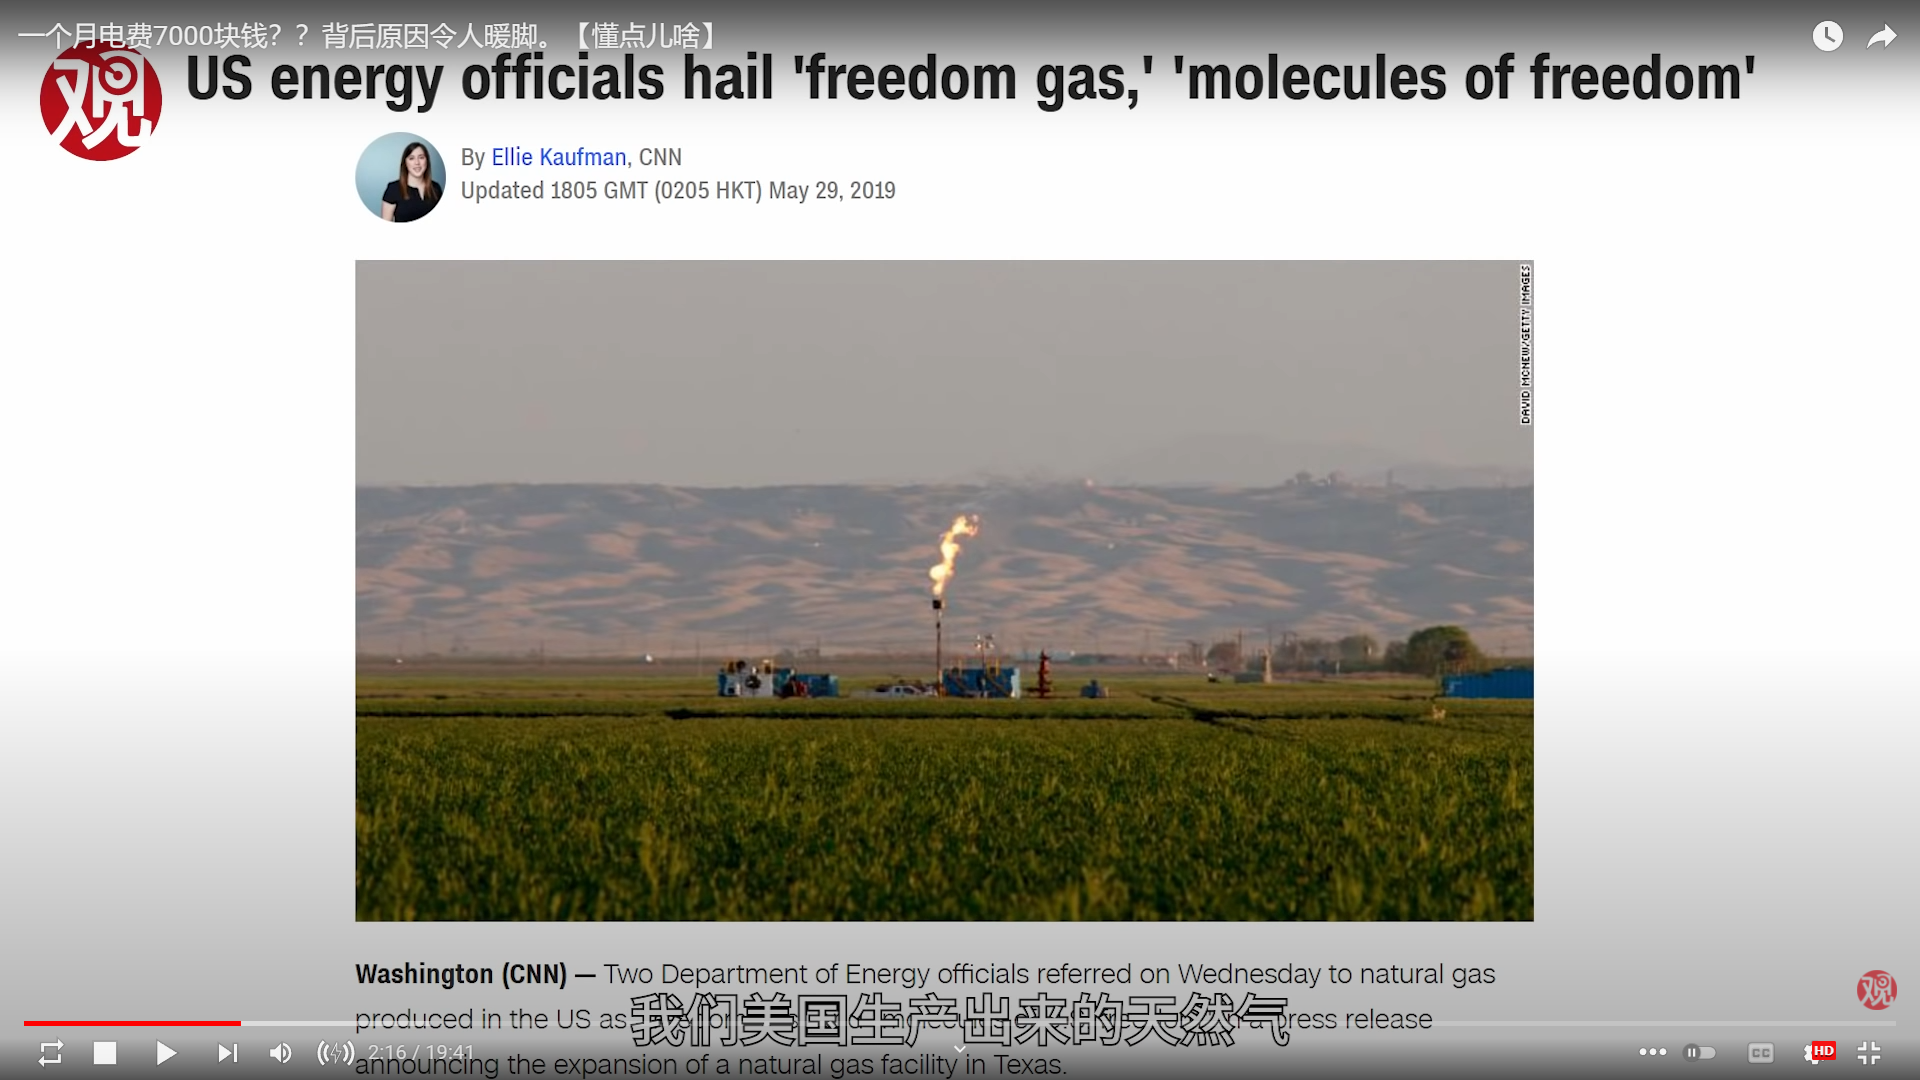 一个月电费7000块钱？？背后原因令人暖脚。【懂点儿啥】
观
US energy officials hail 'freedom gas,' 'molecules of freedom'
By Ellie Kaufman, CNN
Updated 1805 GMT (0205 HKT) May 29, 2019
DAVID MCNEW/GETTY IMAGES
Washington (CNN) — Two Department of Energy officials referred on Wednesday to natural gas
produced in the US as press release
我们美国生产出来的天然气
announcing the expansion of a natural gas facility in Texas.
观
2:16 / 19:41
CC
HD